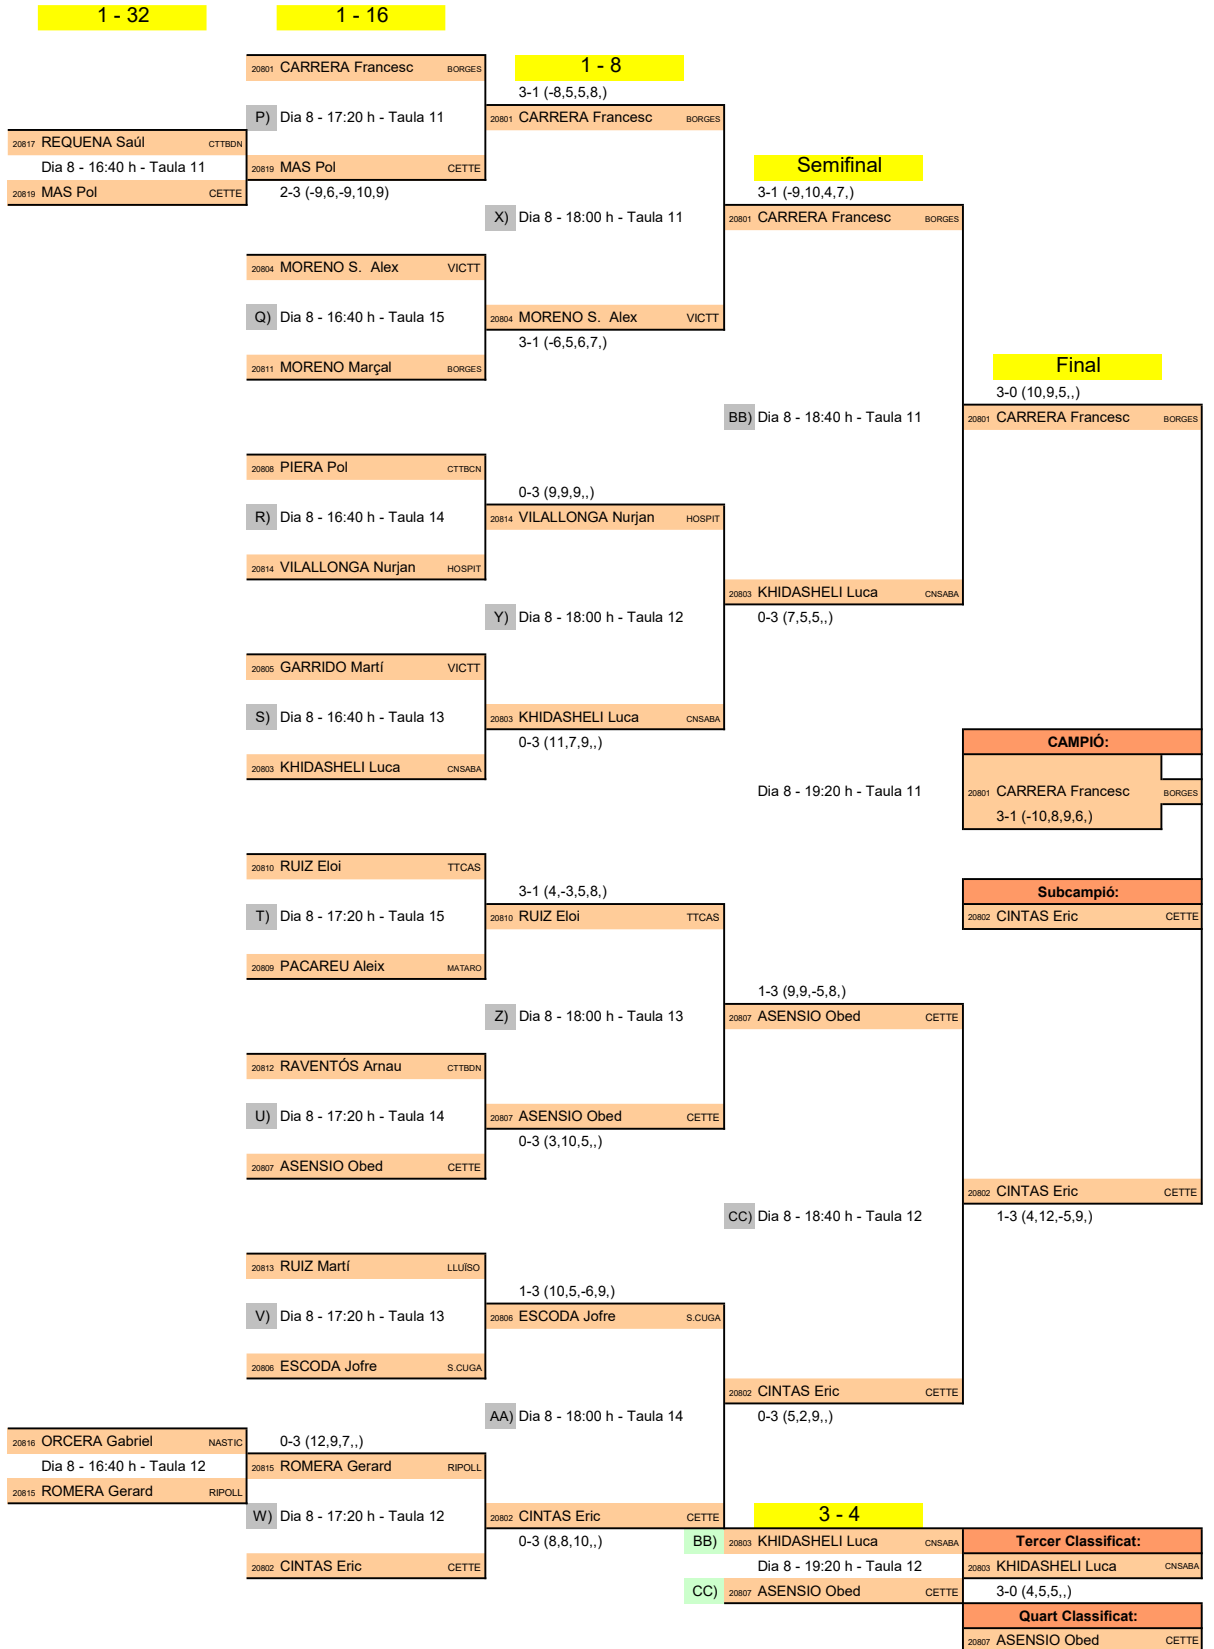 1 - 32 1 - 16
20801 CARRERA Francesc BORGES 1 - 8
3-1 (-8,5,5,8,)
P) Dia 8 - 17:20 h - Taula 11 20801 CARRERA Francesc BORGES
20817 REQUENA Saúl CTTBDN
Dia 8 - 16:40 h - Taula 11 20819 MAS Pol CETTE Semifinal
20819 MAS Pol CETTE 2-3 (-9,6,-9,10,9) 3-1 (-9,10,4,7,)
X) Dia 8 - 18:00 h - Taula 11 20801 CARRERA Francesc BORGES
20804 MORENO S. Alex VICTT
Q) Dia 8 - 16:40 h - Taula 15 20804 MORENO S. Alex VICTT
3-1 (-6,5,6,7,)
20811 MORENO Marçal BORGES Final
3-0 (10,9,5,,)
BB) Dia 8 - 18:40 h - Taula 11 20801 CARRERA Francesc BORGES
20808 PIERA Pol CTTBCN
0-3 (9,9,9,,)
R) Dia 8 - 16:40 h - Taula 14 20814 VILALLONGA Nurjan HOSPIT
20814 VILALLONGA Nurjan HOSPIT
20803 KHIDASHELI Luca CNSABA
Y) Dia 8 - 18:00 h - Taula 12 0-3 (7,5,5,,)
20805 GARRIDO Martí VICTT
S) Dia 8 - 16:40 h - Taula 13 20803 KHIDASHELI Luca CNSABA
0-3 (11,7,9,,) CAMPIÓ:
20803 KHIDASHELI Luca CNSABA
Dia 8 - 19:20 h - Taula 11 20801 CARRERA Francesc BORGES
3-1 (-10,8,9,6,)
20810 RUIZ Eloi TTCAS
3-1 (4,-3,5,8,) Subcampió:
T) Dia 8 - 17:20 h - Taula 15 20810 RUIZ Eloi TTCAS 20802 CINTAS Eric CETTE
20809 PACAREU Aleix MATARO
1-3 (9,9,-5,8,)
Z) Dia 8 - 18:00 h - Taula 13 20807 ASENSIO Obed CETTE
20812 RAVENTÓS Arnau CTTBDN
U) Dia 8 - 17:20 h - Taula 14 20807 ASENSIO Obed CETTE
0-3 (3,10,5,,)
20807 ASENSIO Obed CETTE
20802 CINTAS Eric CETTE
CC) Dia 8 - 18:40 h - Taula 12 1-3 (4,12,-5,9,)
20813 RUIZ Martí LLUÏSO
1-3 (10,5,-6,9,)
V) Dia 8 - 17:20 h - Taula 13 20806 ESCODA Jofre S.CUGA
20806 ESCODA Jofre S.CUGA
20802 CINTAS Eric CETTE
AA) Dia 8 - 18:00 h - Taula 14 0-3 (5,2,9,,)
20816 ORCERA Gabriel NASTIC 0-3 (12,9,7,,)
Dia 8 - 16:40 h - Taula 12 20815 ROMERA Gerard RIPOLL
20815 ROMERA Gerard RIPOLL
W) Dia 8 - 17:20 h - Taula 12 20802 CINTAS Eric CETTE 3 - 4
0-3 (8,8,10,,) BB) 20803 KHIDASHELI Luca CNSABA Tercer Classificat:
20802 CINTAS Eric CETTE Dia 8 - 19:20 h - Taula 12 20803 KHIDASHELI Luca CNSABA
CC) 20807 ASENSIO Obed CETTE 3-0 (4,5,5,,)
Quart Classificat:
20807 ASENSIO Obed CETTE